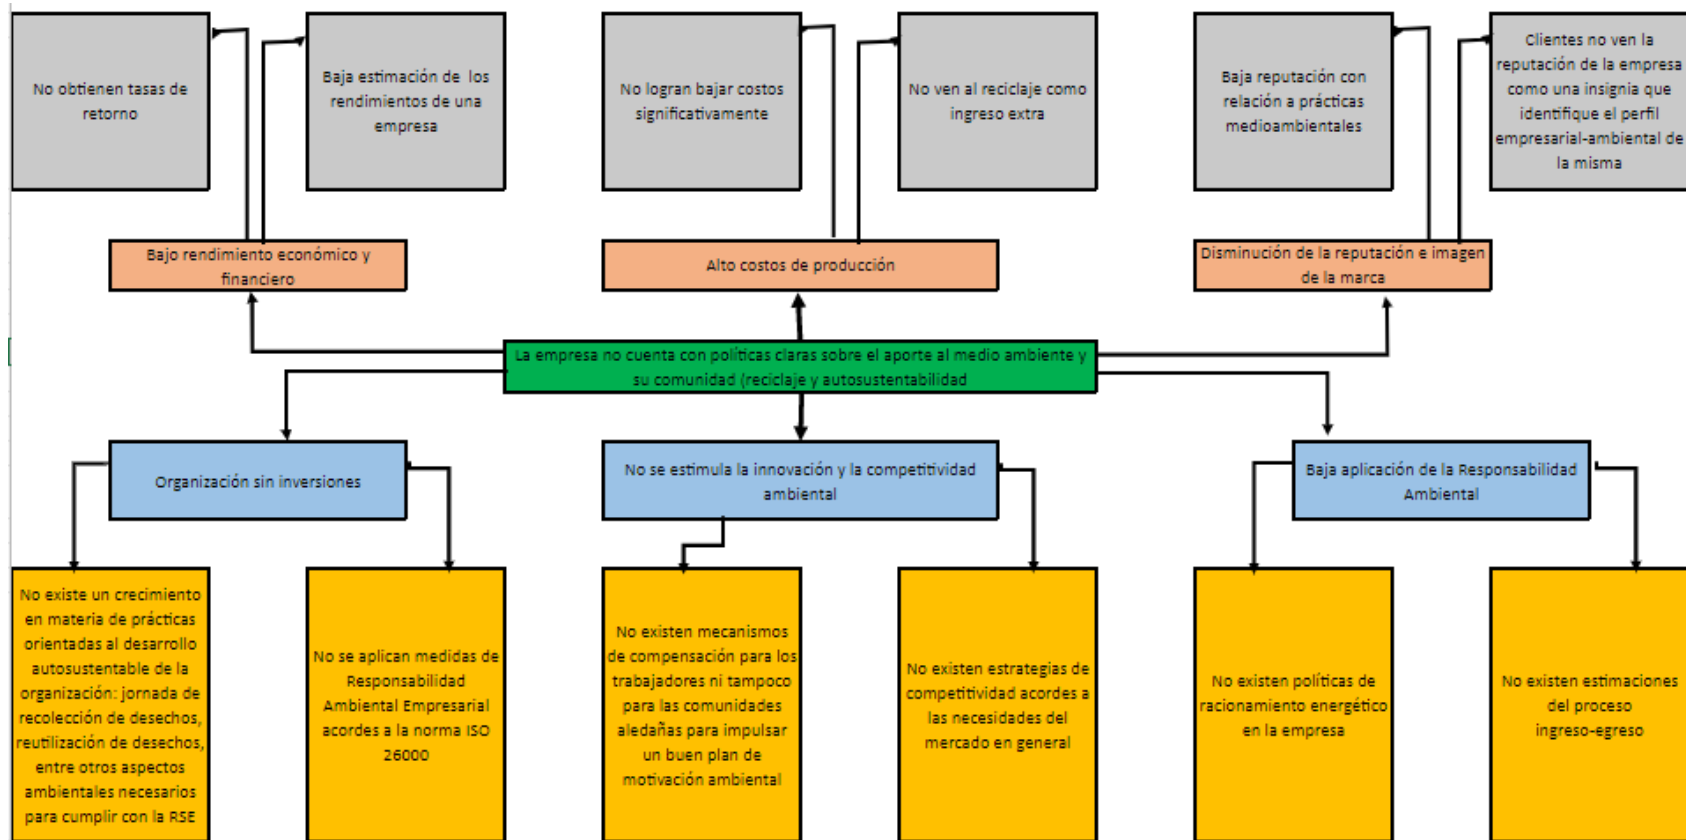 No obtienen tasas de
retorno
Baja estimación de los
rendimientos de una
empresa
No logran bajar costos
significativamente
No ven al reciclaje como
ingreso extra
Baja reputación con
relación a prácticas
medioambientales
Clientes no ven la
reputación de la empresa
como una insignia que
identifique el perfil
empresarial-ambiental de
la misma
Bajo rendimiento económico y
financiero
Alto costos de producción
Disminución de la reputación e imagen
de la marca
La empresa no cuenta con políticas claras sobre el aporte al medio ambiente y
su comunidad (reciclaje y autosustentabilidad
Organización sin inversiones
No se estimula la innovación y la competitividad
ambiental
Baja aplicación de la Responsabilidad
Ambiental
No existe un crecimiento
en materia de prácticas
orientadas al desarrollo
autosustentable de la
organización: jornada de
recolección de desechos,
reutilización de desechos,
entre otros aspectos
ambientales necesarios
para cumplir con la RSE
No se aplican medidas de
Responsabilidad
Ambiental Empresarial
acordes a la norma ISO
26000
No existen mecanismos
de compensación para los
trabajadores ni tampoco
para las comunidades
aledañas para impulsar
un buen plan de
motivación ambiental
No existen estrategias de
competitividad acordes a
las necesidades del
mercado en general
No existen políticas de
racionamiento energético
en la empresa
No existen estimaciones
del proceso
ingreso-egreso